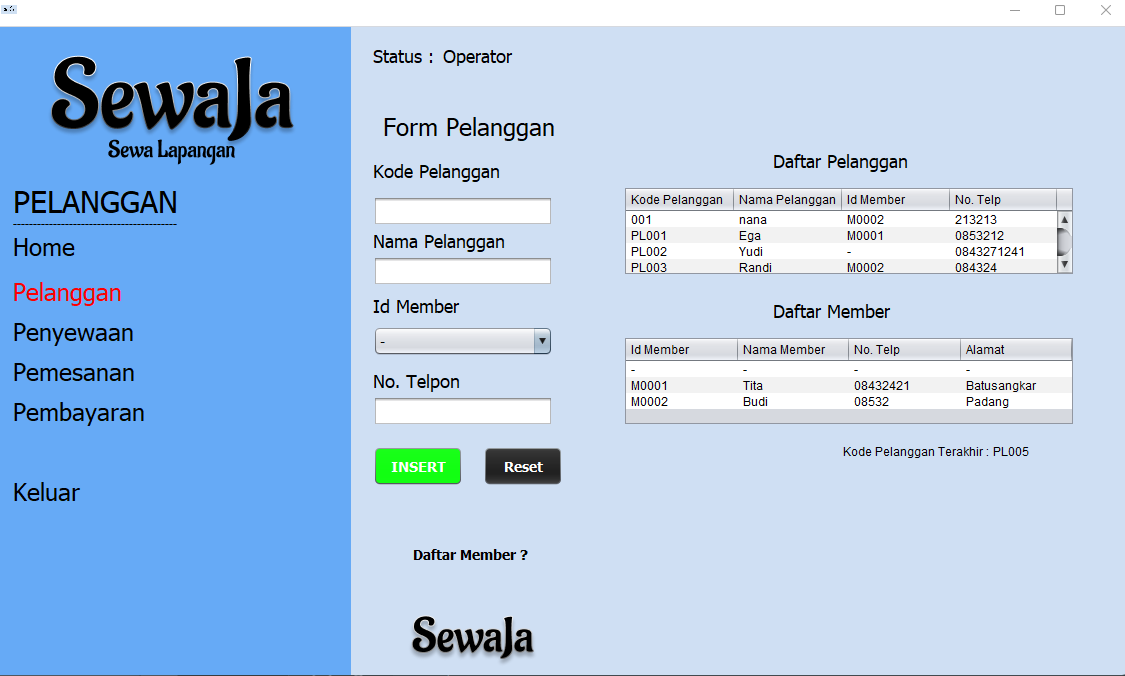 SewaJa
Sewa Lapangan
PELANGGAN
Home
Pelanggan
Penyewaan
Pemesanan
Pembayaran
Keluar
Status : Operator
Form Pelanggan
Kode Pelanggan
Nama Pelanggan
Id Member
-
No. Telpon
INSERT Reset
Daftar Member ?
SewaJa
Daftar Pelanggan
Kode Pelanggan Nama Pelanggan Id Member No. Telp
001 nana M0002 213213
PL001 Ega M0001 0853212
PL002 Yudi - 0843271241
PL003 Randi M0002 084324
Daftar Member
Id Member Nama Member No. Telp Alamat
- - - -
M0001 Tita 08432421 Batusangkar
M0002 Budi 08532 Padang
Kode Pelanggan Terakhir : PL005